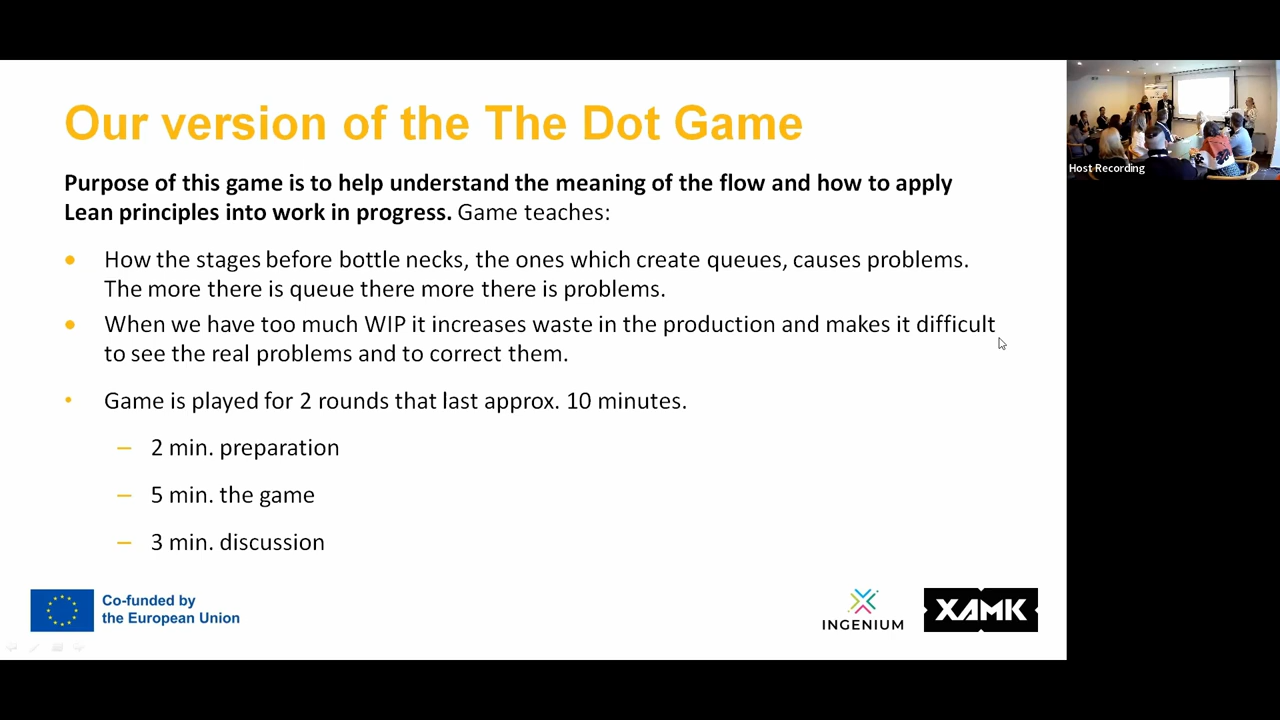 Our version of the The Dot Game
Purpose of this game is to help understand the meaning of the flow and how to apply
Lean principles into work in progress. Game teaches:
How the stages before bottle necks, the ones which create queues, causes problems.
The more there is queue there more there is problems.
When we have too much WIP it increases waste in the production and makes it difficult
to see the real problems and to correct them.
Game is played for 2 rounds that last approx. 10 minutes.
– 2 min. preparation
– 5 min. the game
– 3 min. discussion
Co-funded by
the European Union
INGENIUM
XAMK
Host Recording